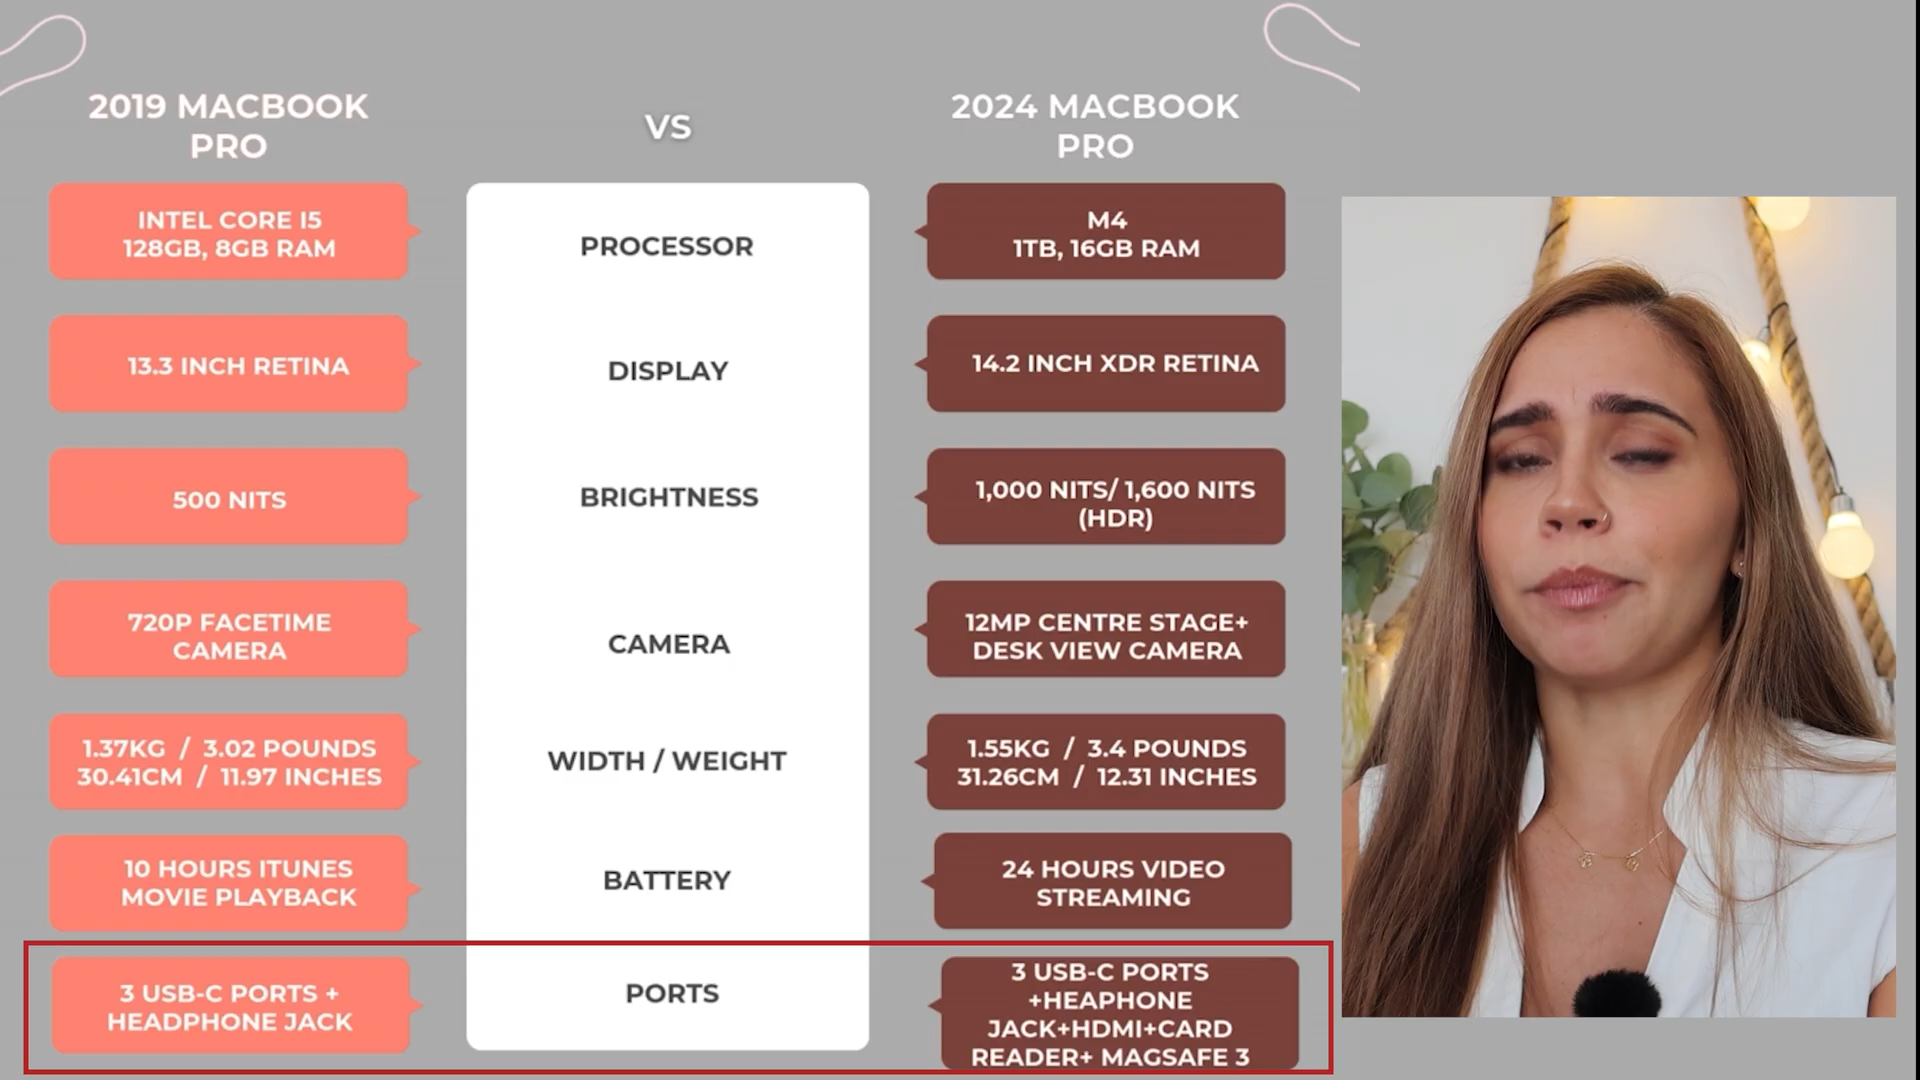 2019 MACBOOK
PRO
VS
2024 MACBOOK
PRO
INTEL CORE I5
128GB, 8GB RAM
PROCESSOR
M4
1TB, 16GB RAM
13.3 INCH RETINA
DISPLAY
14.2 INCH XDR RETINA
500 NITS
BRIGHTNESS
1,000 NITS/ 1,600 NITS
(HDR)
720P FACETIME
CAMERA
CAMERA
12MP CENTRE STAGE+
DESK VIEW CAMERA
1.37KG / 3.02 POUNDS
30.41CM / 11.97 INCHES
WIDTH / WEIGHT
1.55KG / 3.4 POUNDS
31.26CM / 12.31 INCHES
10 HOURS ITUNES
MOVIE PLAYBACK
BATTERY
24 HOURS VIDEO
STREAMING
3 USB-C PORTS +
HEADPHONE JACK
PORTS
3 USB-C PORTS
+HEAPHONE
JACK+HDMI+CARD
READER+ MAGSAFE 3